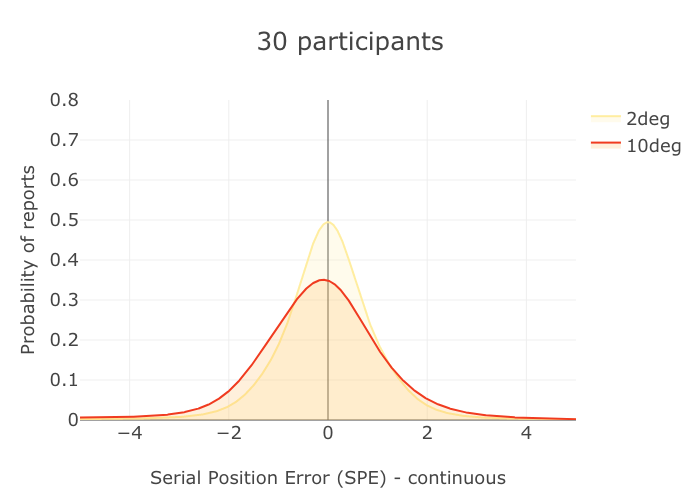 30 participants
0.8
0.7
0.6
0.5
0.4
0.3
0.2
0.1
0
Probability of reports
−4 −2 0 2 4
Serial Position Error (SPE) - continuous
2deg
10deg